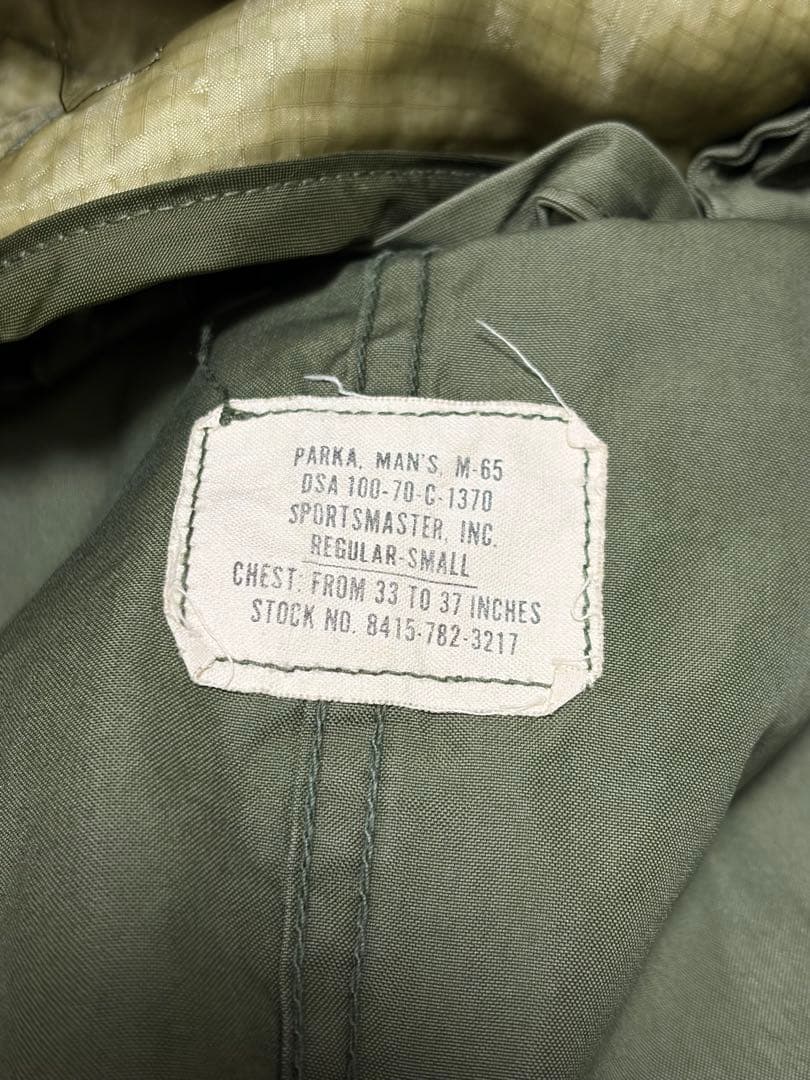 PARKA, MAN'S, M-65
DSA 100-70-C-1370
SPORTSMASTER, INC.
REGULAR-SMALL
CHEST: FROM 33 TO 37 INCHES
STOCK NO. 8415-782-3217